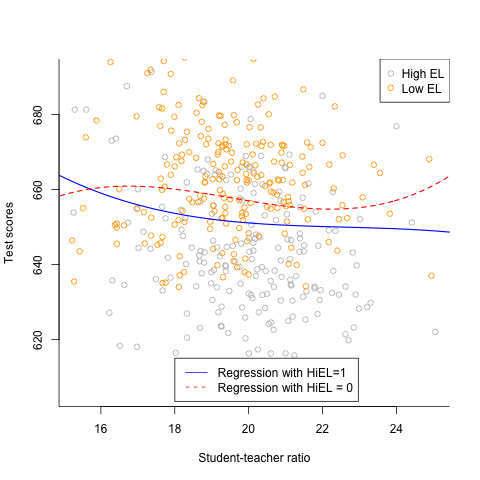 High EL
Low EL
680
660
640
620
Test scores
Regression with HiEL=1
Regression with HiEL = 0
16
18
20
22
24
Student-teacher ratio